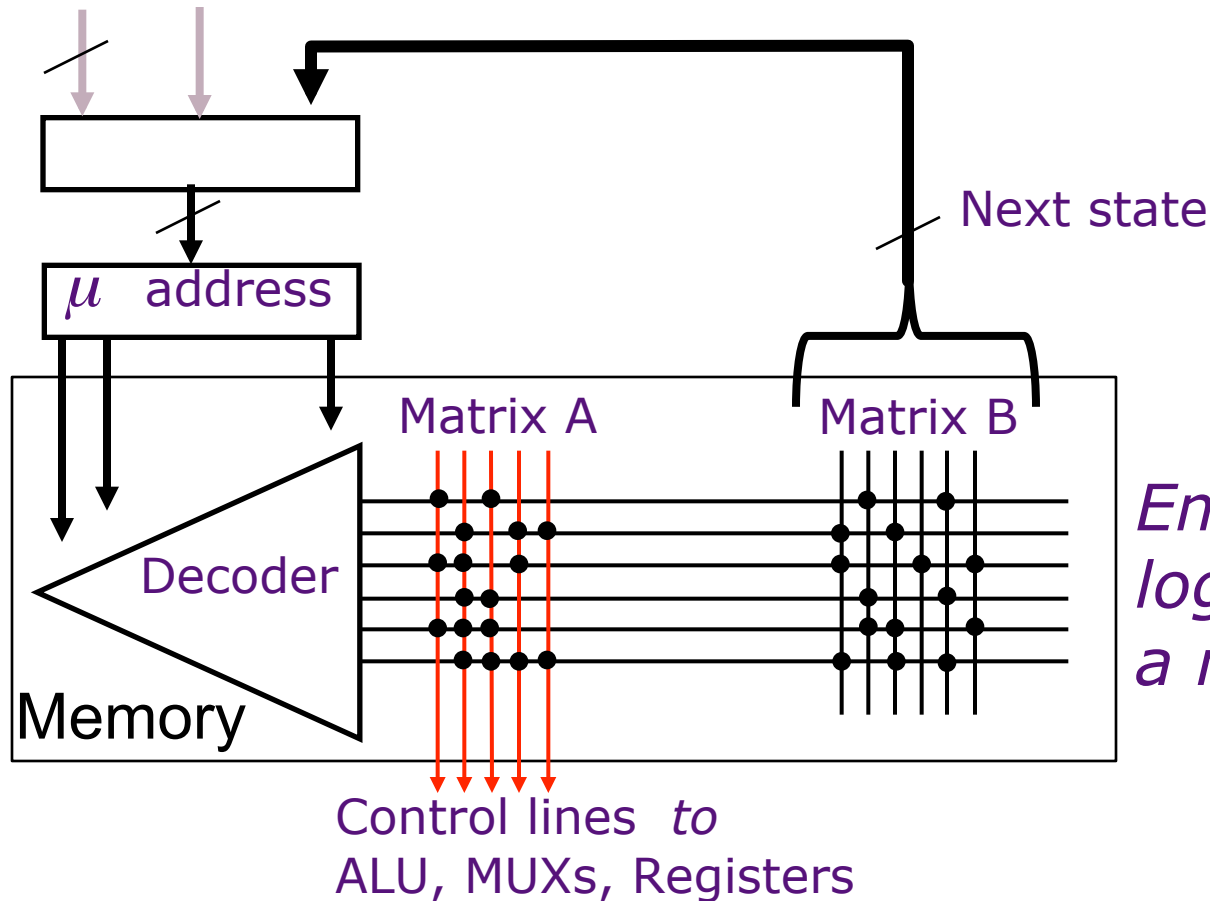 Next state
μ address
Matrix A
Matrix B
Decoder
Memory
Control lines to
ALU, MUXs, Registers
a